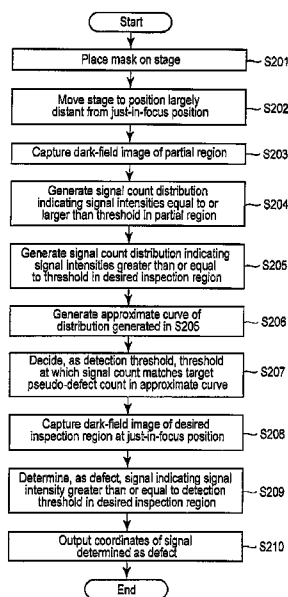 Start
Place mask on stage
S201
Move stage to position largely
distant from just-in-focus position
S202
Capture dark-field image of partial region
S203
Generate signal count distribution
indicating signal intensities equal to or
larger than threshold in partial region
S204
Generate signal count distribution indicating
signal intensities greater than or equal
to threshold in desired inspection region
S205
Generate approximate curve of
distribution generated in S205
S206
Decide, as detection threshold, threshold
at which signal count matches target
pseudo-defect count in approximate curve
S207
Capture dark-field image of desired
inspection region at just-in-focus position
S208
Determine, as defect, signal indicating signal
intensity greater than or equal to detection
threshold in desired inspection region
S209
Output coordinates of signal
determined as defect
S210
End